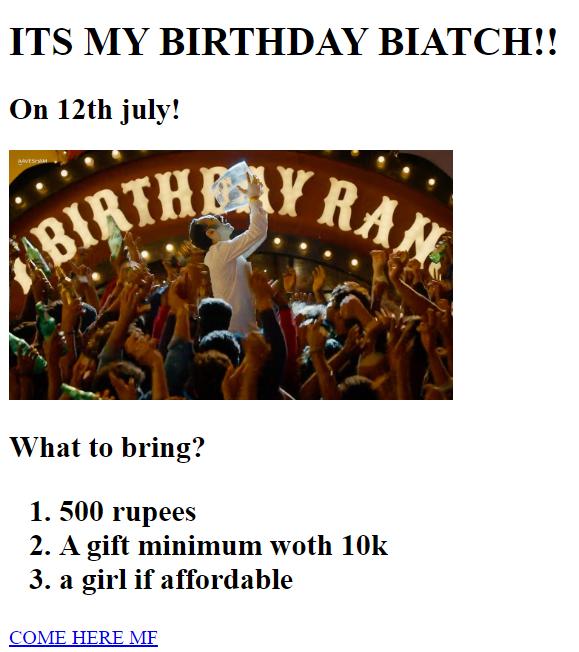 ITS MY BIRTHDAY BIATCH!!
On 12th july!
AAVESHAM
BIRTHDAY RAN
What to bring?
1. 500 rupees
2. A gift minimum woth 10k
3. a girl if affordable
COME HERE MF